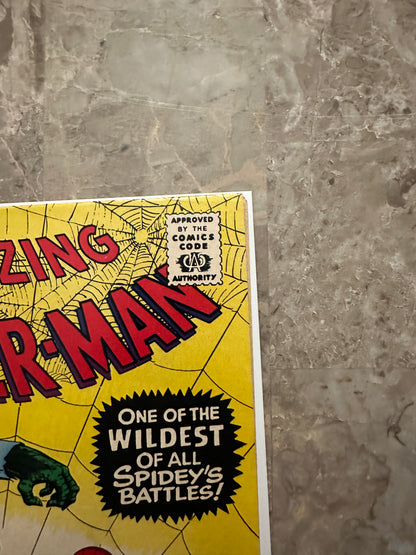 ZING
ER-MAN
APPROVED
BY THE
COMICS
CODE
CA
AUTHORITY
ONE OF THE
WILDEST
OF ALL
SPIDEY'S
BATTLES!